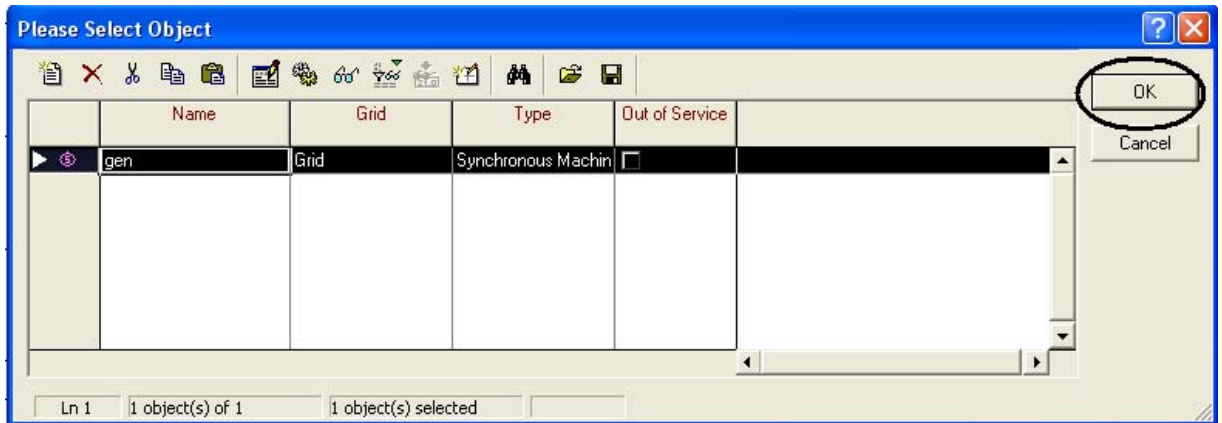 Please Select Object
OK
Cancel
Name Grid Type Out of Service
gen Grid Synchronous Machin
Ln 1 1 object(s) of 1 1 object(s) selected